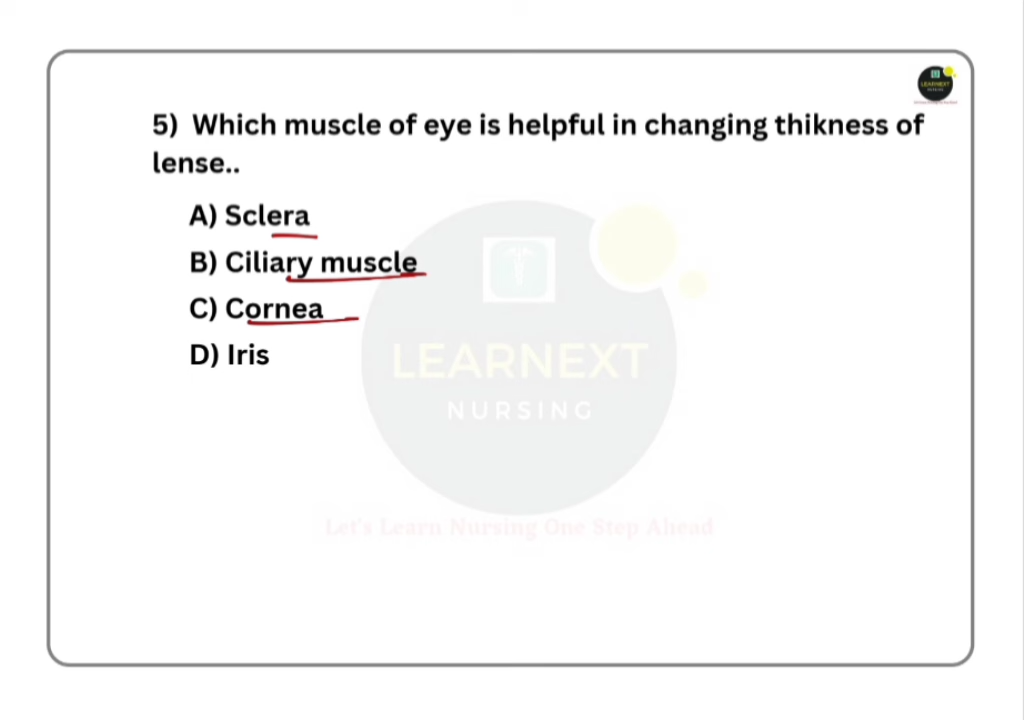 LEARNEXT
5) Which muscle of eye is helpful in changing thikness of
lense..
A) Sclera
B) Ciliary muscle
C) Cornea
D) Iris
LEARNEXT
NURSING
Let's Learn Nursing One Step Ahead